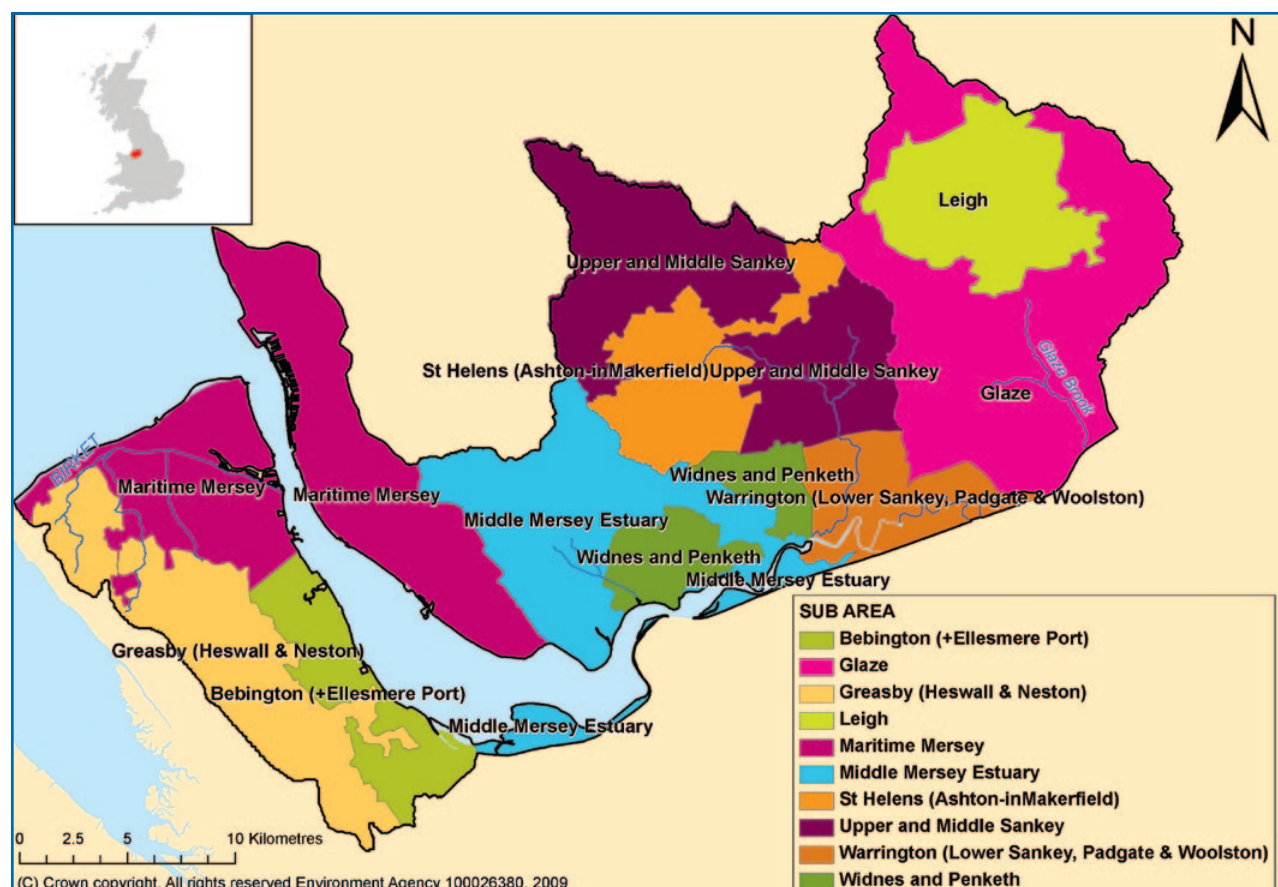 N
Leigh
Upper and Middle Sankey
St Helens (Ashton-inMakerfield)
Upper and Middle Sankey
Glaze Brook
Glaze
BIRKET
Maritime Mersey
Maritime Mersey
Widnes and Penketh
Warrington (Lower Sankey, Padgate & Woolston)
Middle Mersey Estuary
Widnes and Penketh
Middle Mersey Estuary
Greasby (Heswall & Neston)
Bebington (+Ellesmere Port)
Middle Mersey Estuary
SUB AREA
Bebington (+Ellesmere Port)
Glaze
Greasby (Heswall & Neston)
Leigh
Maritime Mersey
Middle Mersey Estuary
St Helens (Ashton-inMakerfield)
Upper and Middle Sankey
Warrington (Lower Sankey, Padgate & Woolston)
Widnes and Penketh
0 2.5 5 10 Kilometres
(C) Crown copyright. All rights reserved Environment Agency 100026380, 2009